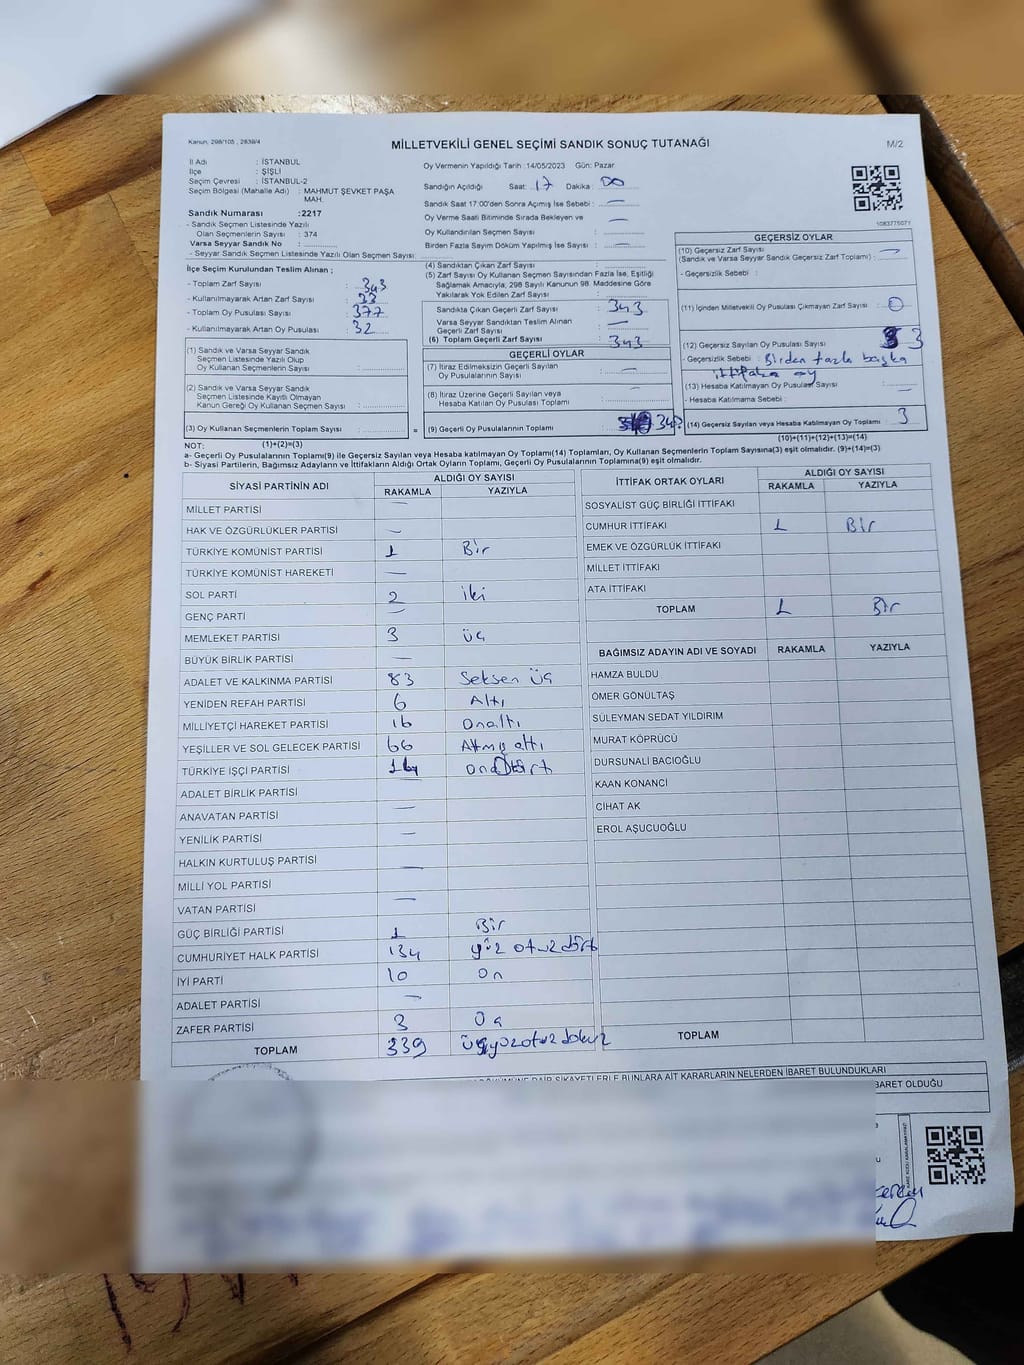 Kanun, 298/105 , 2839/4
MİLLETVEKİLİ GENEL SEÇİMİ SANDIK SONUÇ TUTANAĞI
M/2
İl Adı : İSTANBUL
İlçe : ŞİŞLİ
Seçim Çevresi : İSTANBUL-2
Seçim Bölgesi (Mahalle Adı) : MAHMUT ŞEVKET PAŞA
MAH.
Sandık Numarası :2217
- Sandık Seçmen Listesinde Yazılı
Olan Seçmenlerin Sayısı : 374
Varsa Seyyar Sandık No :
- Seyyar Sandık Seçmen Listesinde Yazılı Olan Seçmen Sayısı:
Oy Vermenin Yapıldığı Tarih :14/05/2023 Gün: Pazar
Sandığın Açıldığı Saat: 17 Dakika: 00
Sandık Saat 17:00'den Sonra Açımış İse Sebebi : —
Oy Verme Saati Bitiminde Sırada Bekleyen ve
Oy Kullandırılan Seçmen Sayısı : —
Birden Fazla Sayım Döküm Yapılmış İse Sayısı : —
1083775071
İlçe Seçim Kurulundan Teslim Alınan ;
- Toplam Zarf Sayısı : 343
- Kullanılmayarak Artan Zarf Sayısı : 33
- Toplam Oy Pusulası Sayısı : 377
- Kullanılmayarak Artan Oy Pusulası : 32
(1) Sandık ve Varsa Seyyar Sandık
Seçmen Listesinde Yazılı Olup
Oy Kullanan Seçmenlerin Sayısı :
(2) Sandık ve Varsa Seyyar Sandık
Seçmen Listesinde Kayıtlı Olmayan
Kanun Gereği Oy Kullanan Seçmen Sayısı :
(3) Oy Kullanan Seçmenlerin Toplam Sayısı :
(4) Sandıktan Çıkan Zarf Sayısı :
(5) Zarf Sayısı Oy Kullanan Seçmen Sayısından Fazla İse, Eşitliği
Sağlamak Amacıyla, 298 Sayılı Kanunun 98. Maddesine Göre
Yakılarak Yok Edilen Zarf Sayısı :
Sandıkta Çıkan Geçerli Zarf Sayısı : 343
Varsa Seyyar Sandıktan Teslim Alınan
Geçerli Zarf Sayısı : —
(6) Toplam Geçerli Zarf Sayısı : 343
GEÇERLİ OYLAR
(7) İtiraz Edilmeksizin Geçerli Sayılan
Oy Pusulalarının Sayısı : —
(8) İtiraz Üzerine Geçerli Sayılan veya
Hesaba Katılan Oy Pusulası Toplamı : —
= (9) Geçerli Oy Pusulalarının Toplamı
GEÇERSİZ OYLAR
(10) Geçersiz Zarf Sayısı
(Sandık ve Varsa Seyyar Sandık Geçersiz Zarf Toplamı) : —
- Geçersizlik Sebebi :
(11) İçinden Milletvekili Oy Pusulası Çıkmayan Zarf Sayısı : 0
(12) Geçersiz Sayılan Oy Pusulası Sayısı : 3
- Geçersizlik Sebebi : Birden fazla başka
ittifaka oy
(13) Hesaba Katılmayan Oy Pusulası Sayısı : —
- Hesaba Katılmama Sebebi :
(14) Geçersiz Sayılan veya Hesaba Katılmayan Oy Toplamı : 3
(10)+(11)+(12)+(13)=(14)
NOT: (1)+(2)=(3)
a- Geçerli Oy Pusulalarının Toplamı(9) ile Geçersiz Sayılan veya Hesaba katılmayan Oy Toplamı(14) Toplamları, Oy Kullanan Seçmenlerin Toplam Sayısına(3) eşit olmalıdır. (9)+(14)=(3)
b- Siyasi Partilerin, Bağımsız Adayların ve İttifakların Aldığı Ortak Oyların Toplamı, Geçerli Oy Pusulalarının Toplamına(9) eşit olmalıdır.
SİYASİ PARTİNİN ADI ALDIĞI OY SAYISI
RAKAMLA YAZIYLA
MİLLET PARTİSİ —
HAK VE ÖZGÜRLÜKLER PARTİSİ —
TÜRKİYE KOMÜNİST PARTİSİ 1 Bir
TÜRKİYE KOMÜNİST HAREKETİ —
SOL PARTİ 2 iki
GENÇ PARTİ —
MEMLEKET PARTİSİ 3 üç
BÜYÜK BİRLİK PARTİSİ —
ADALET VE KALKINMA PARTİSİ 83 Seksen üç
YENİDEN REFAH PARTİSİ 6 Altı
MİLLİYETÇİ HAREKET PARTİSİ 16 onaltı
YEŞİLLER VE SOL GELECEK PARTİSİ 66 Atmış altı
TÜRKİYE İŞÇİ PARTİSİ 14 ondört
ADALET BİRLİK PARTİSİ
ANAVATAN PARTİSİ —
YENİLİK PARTİSİ —
HALKIN KURTULUŞ PARTİSİ
MİLLİ YOL PARTİSİ —
VATAN PARTİSİ —
GÜÇ BİRLİĞİ PARTİSİ 1 Bir
CUMHURİYET HALK PARTİSİ 134 yüz otuz dört
İYİ PARTİ 10 on
ADALET PARTİSİ —
ZAFER PARTİSİ 3 üç
TOPLAM 339 üçyüzotuz dokuz
İTTİFAK ORTAK OYLARI ALDIĞI OY SAYISI
RAKAMLA YAZIYLA
SOSYALİST GÜÇ BİRLİĞİ İTTİFAKI
CUMHUR İTTİFAKI 1 Bir
EMEK VE ÖZGÜRLÜK İTTİFAKI
MİLLET İTTİFAKI
ATA İTTİFAKI
TOPLAM 1 Bir
BAĞIMSIZ ADAYIN ADI VE SOYADI RAKAMLA YAZIYLA
HAMZA BULDU
ÖMER GÖNÜLTAŞ
SÜLEYMAN SEDAT YILDIRIM
MURAT KÖPRÜCÜ
DURSUNALİ BACIOĞLU
KAAN KONANCI
CİHAT AK
EROL AŞUCUOĞLU
TOPLAM
DÖKÜMÜNE DAİR ŞİKAYETLERLE BUNLARA AİT KARARLARIN NELERDEN İBARET BULUNDUKLARI
BARET OLDUĞU